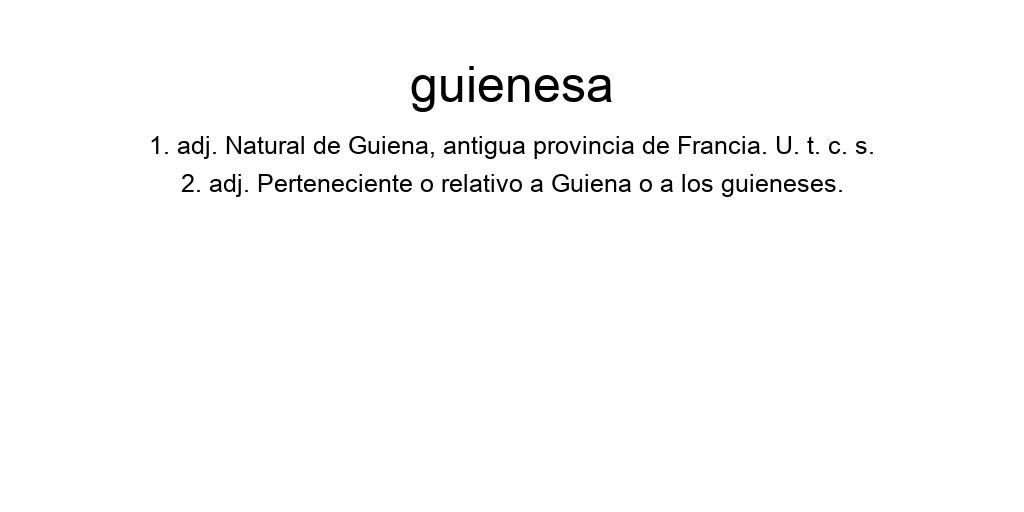 guienesa
1. adj. Natural de Guiena, antigua provincia de Francia. U. t. c. s.
2. adj. Perteneciente o relativo a Guiena o a los guieneses.